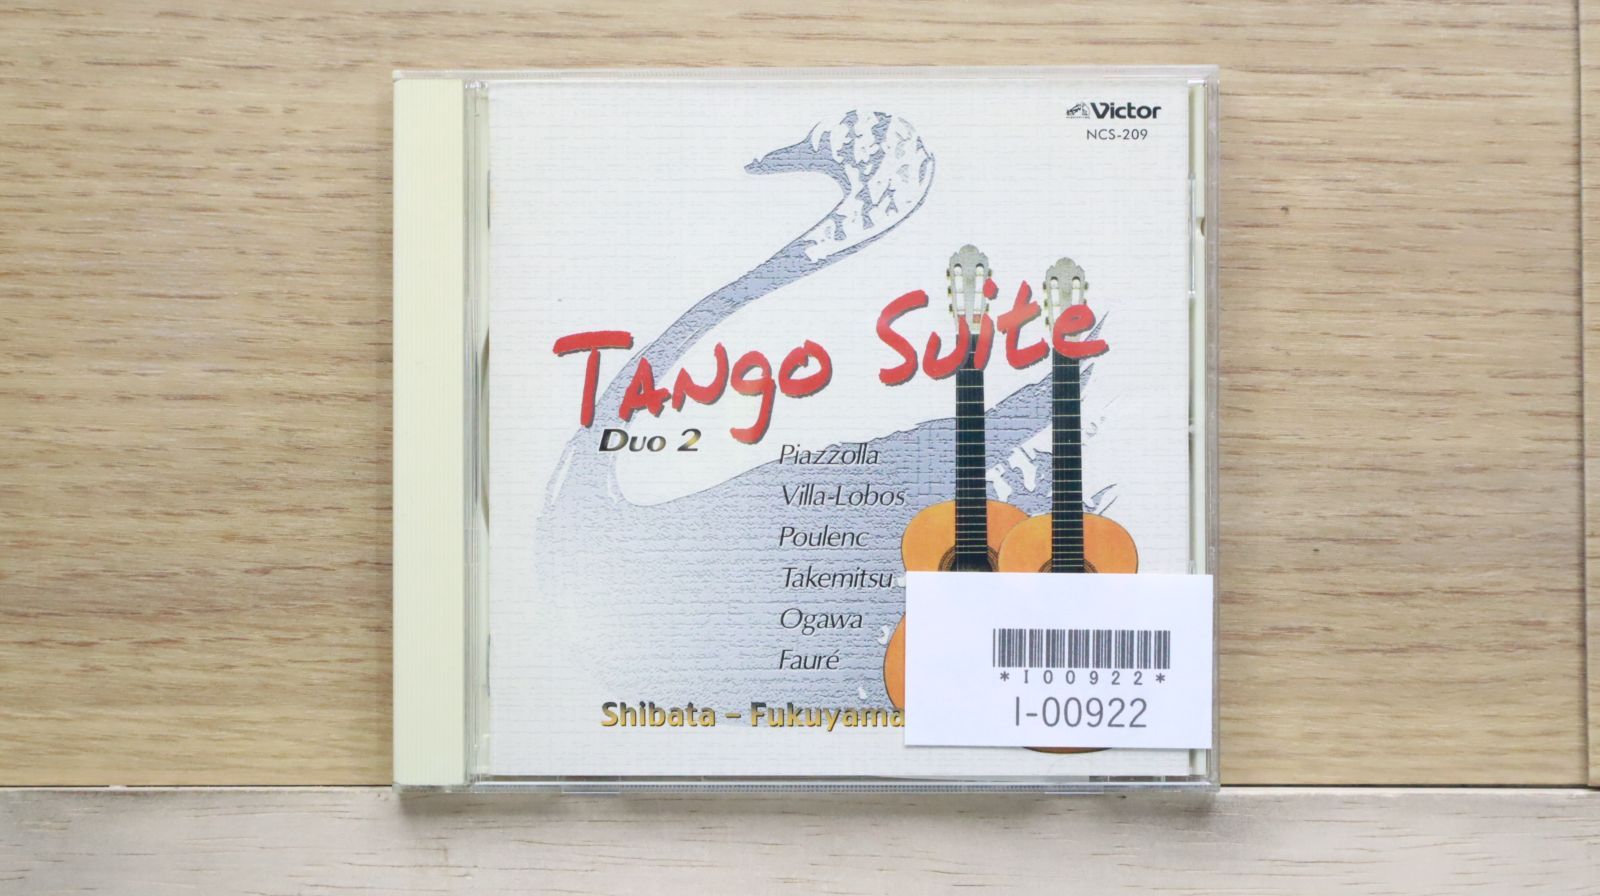 Victor
NCS-209
Tango Suite
Duo 2
Piazzolla
Villa-Lobos
Poulenc
Takemitsu
Ogawa
Fauré
Shibata – Fukuyama
*I00922*
I-00922